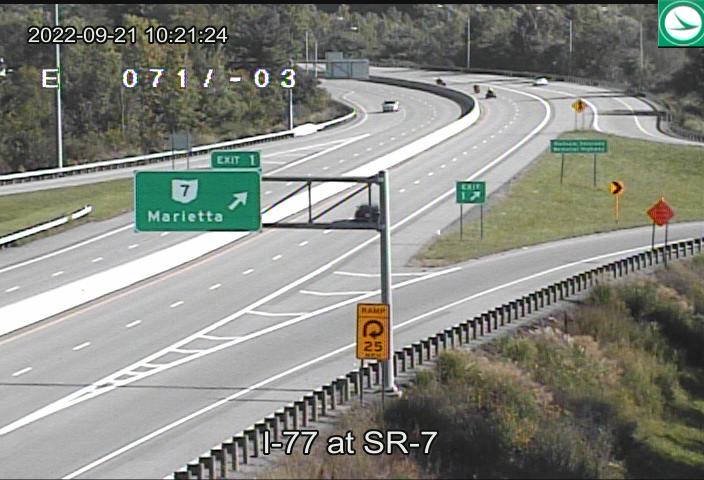 2022-09-21 10:21:24
E 071/-03
EXIT 1
7
Marietta
EXIT
1
RAMP
25
MPH
I-77 at SR-7